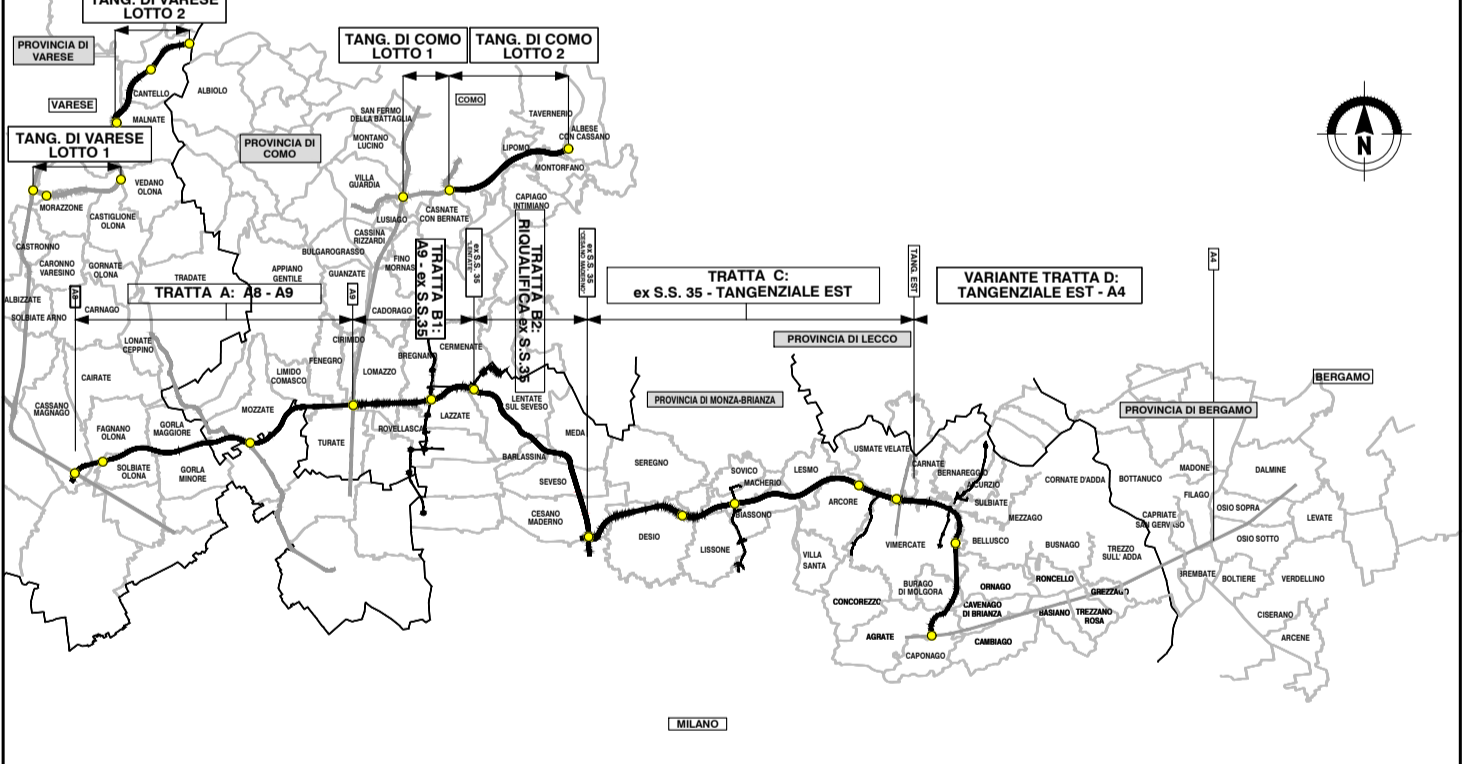 TANG. DI VARESE
LOTTO 2
PROVINCIA DI
VARESE
TANG. DI COMO
LOTTO 1
TANG. DI COMO
LOTTO 2
VARESE
CANTELLO
ALBIOLO
MALNATE
COMO
SAN FERMO
DELLA BATTAGLIA
TAVERNERIO
ALBESE
CON CASSANO
TANG. DI VARESE
LOTTO 1
PROVINCIA DI
COMO
MONTANO
LUCINO
LIPOMO
MONTORFANO
N
VEDANO
OLONA
VILLA
GUARDIA
MORAZZONE
CASTIGLIONE
OLONA
LUSIAGO
CASNATE
CON BERNATE
CAPIAGO
INTIMIANO
CASSINA
RIZZARDI
CASTRONNO
BULGAROGRASSO
CARONNO
VARESINO
GORNATE
OLONA
TRADATE
APPIANO
GENTILE
GUANZATE
FINO
MORNAS
TRATTA B1:
A9 - ex S.S.35
ex S.S. 35
"LENTATE"
TRATTA B2:
RIQUALIFICA ex S.S.35
ex S.S. 35
"CESANO MADERNO"
TRATTA C:
ex S.S. 35 - TANGENZIALE EST
TANG. EST
VARIANTE TRATTA D:
TANGENZIALE EST - A4
A4
ALBIZZATE
A8
TRATTA A: A8 - A9
A9
CARNAGO
SOLBIATE ARNO
CADORAGO
LONATE
CEPPINO
CIRIMIDO
CERMENATE
PROVINCIA DI LECCO
FENEGRO
BREGNANO
CAIRATE
LIMIDO
COMASCO
LOMAZZO
BERGAMO
CASSANO
MAGNAGO
MOZZATE
LAZZATE
LENTATE
SUL SEVESO
PROVINCIA DI MONZA-BRIANZA
PROVINCIA DI BERGAMO
FAGNANO
OLONA
GORLA
MAGGIORE
TURATE
ROVELLASCA
MEDA
BARLASSINA
USMATE VELATE
SOLBIATE
OLONA
GORLA
MINORE
SEVESO
SEREGNO
SOVICO
MACHERIO
LESMO
CARNATE
BERNAREGGIO
AICURZIO
CORNATE D'ADDA
BOTTANUCO
MADONE
DALMINE
FILAGO
ARCORE
SULBIATE
CESANO
MADERNO
BIASSONO
MEZZAGO
CAPRIATE
SAN GERVASO
OSIO SOPRA
LEVATE
DESIO
LISSONE
VIMERCATE
BELLUSCO
BUSNAGO
TREZZO
SULL' ADDA
OSIO SOTTO
VILLA
SANTA
BURAGO
DI MOLGORA
ORNAGO
RONCELLO
GREZZAGO
BREMBATE
BOLTIERE
VERDELLINO
CONCOREZZO
CAVENAGO
DI BRIANZA
BASIANO
TREZZANO
ROSA
CISERANO
AGRATE
CAMBIAGO
ARCENE
CAPONAGO
MILANO